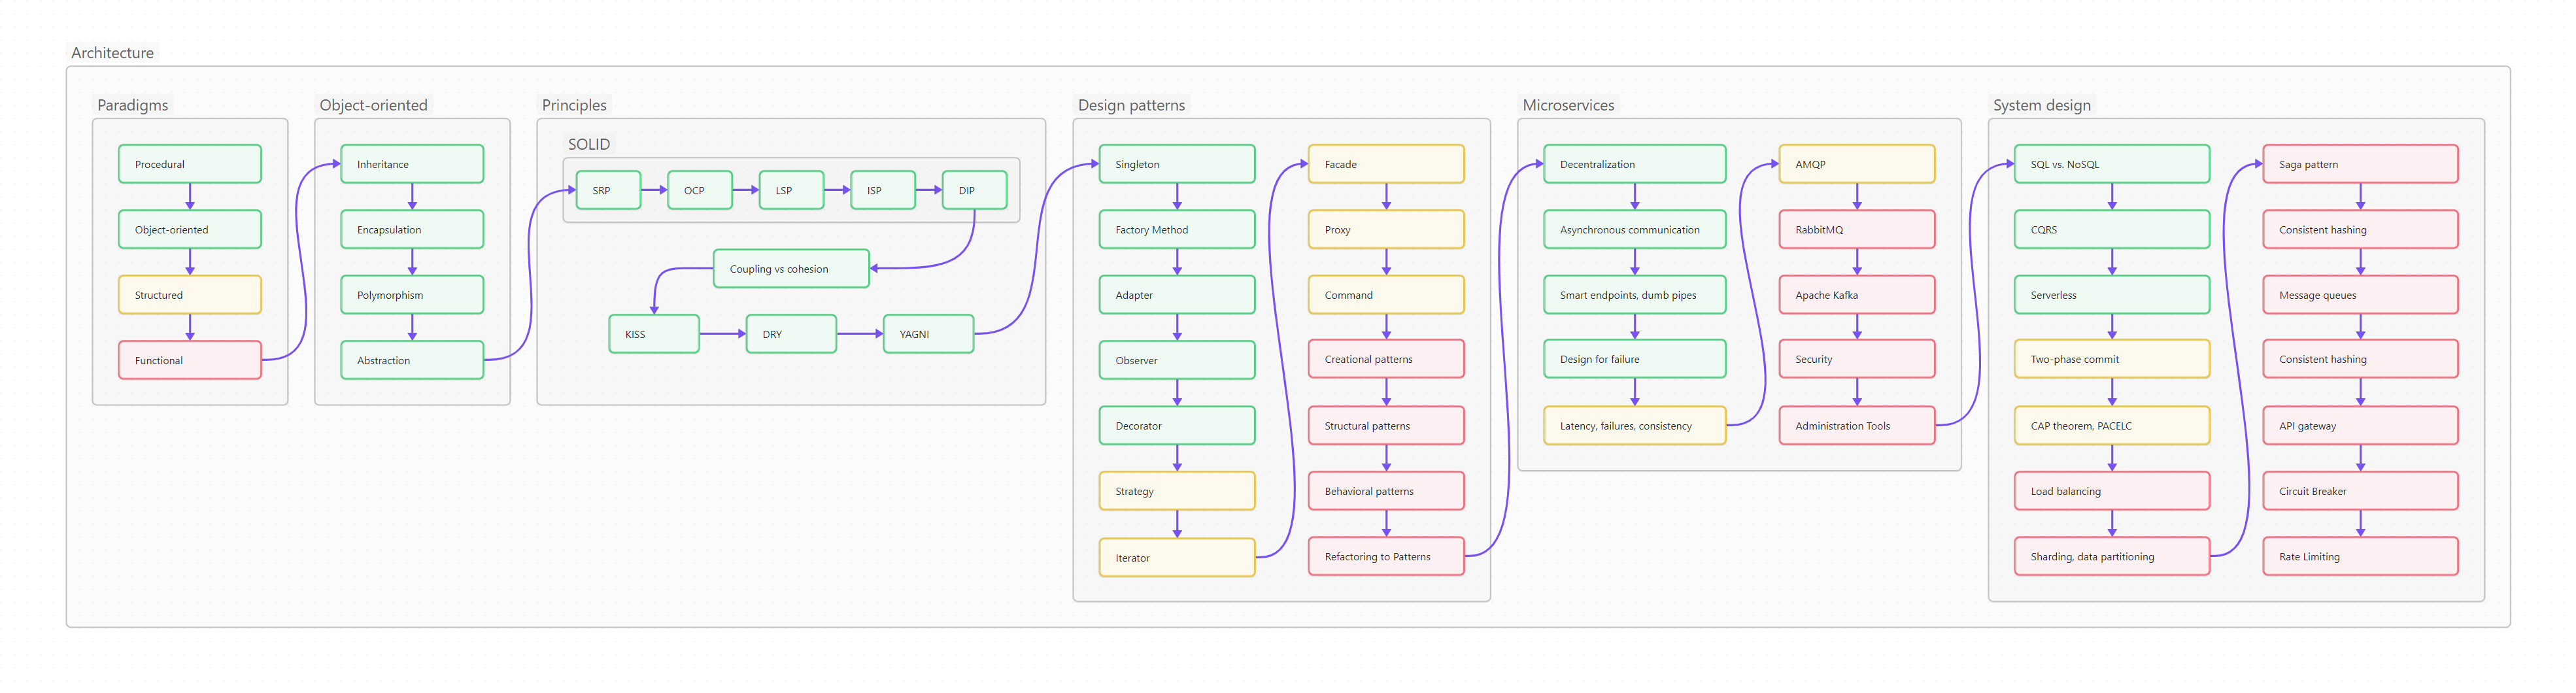 Architecture
Paradigms
Procedural
Object-oriented
Structured
Functional
Object-oriented
Inheritance
Encapsulation
Polymorphism
Abstraction
Principles
SOLID
SRP
OCP
LSP
ISP
DIP
Coupling vs cohesion
KISS
DRY
YAGNI
Design patterns
Singleton
Factory Method
Adapter
Observer
Decorator
Strategy
Iterator
Facade
Proxy
Command
Creational patterns
Structural patterns
Behavioral patterns
Refactoring to Patterns
Microservices
Decentralization
Asynchronous communication
Smart endpoints, dumb pipes
Design for failure
Latency, failures, consistency
AMQP
RabbitMQ
Apache Kafka
Security
Administration Tools
System design
SQL vs. NoSQL
CQRS
Serverless
Two-phase commit
CAP theorem, PACELC
Load balancing
Sharding, data partitioning
Saga pattern
Consistent hashing
Message queues
Consistent hashing
API gateway
Circuit Breaker
Rate Limiting